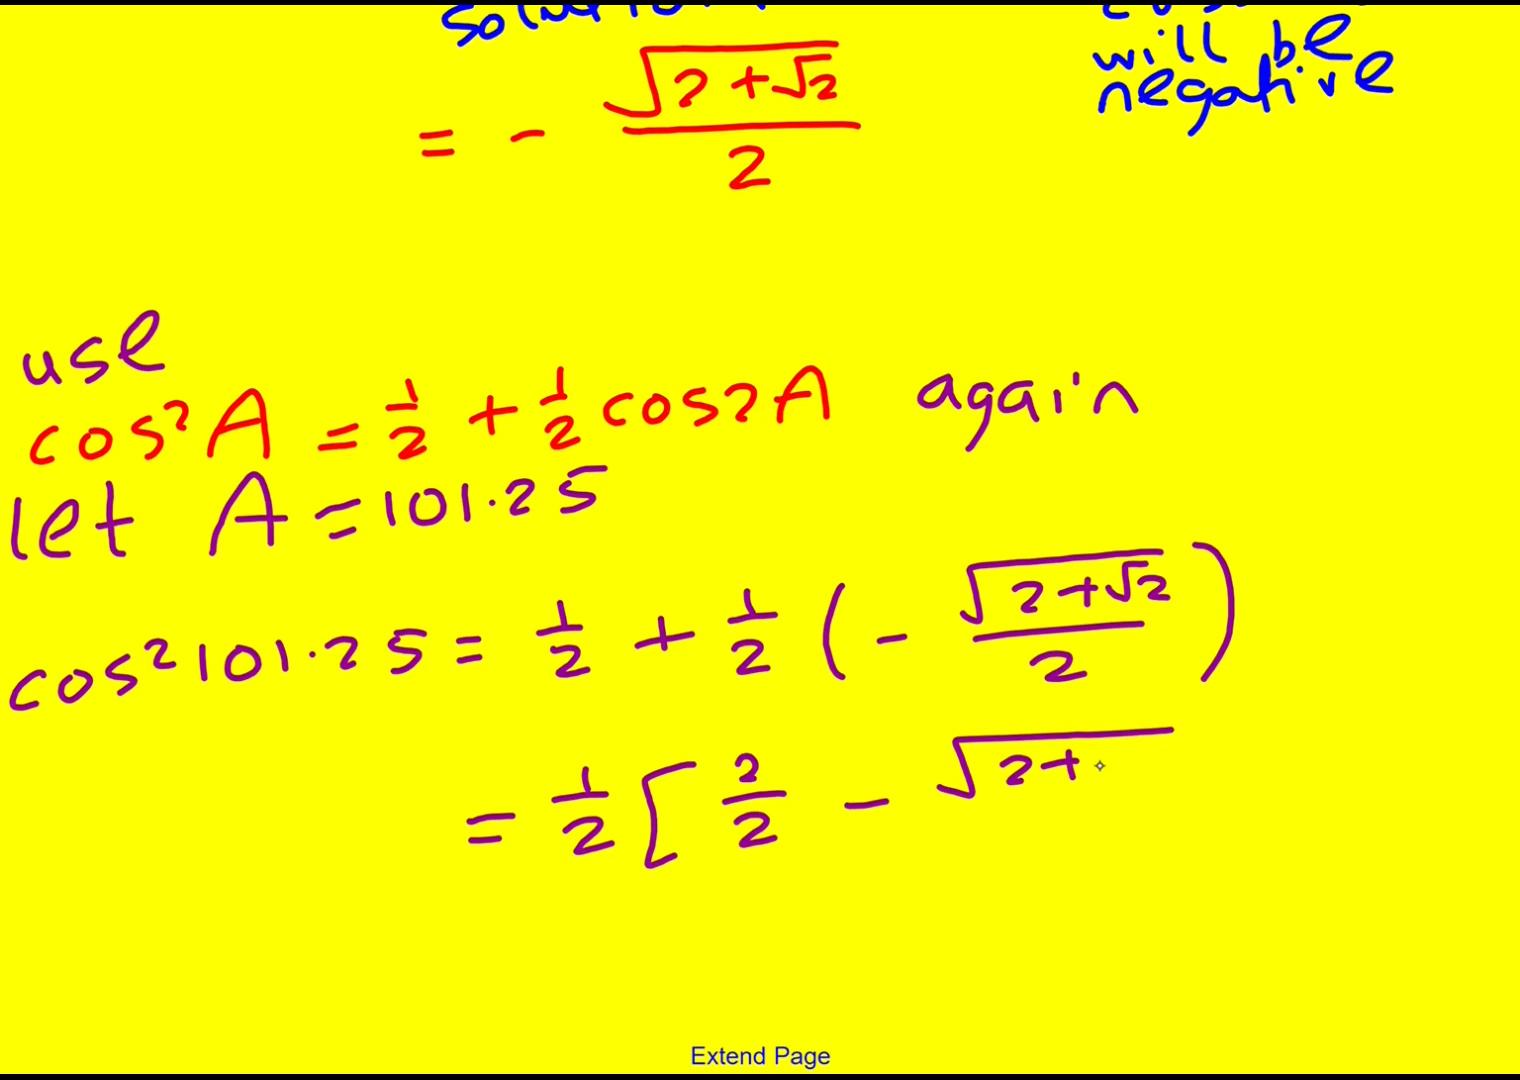 will be
negative
= - √(2+√2) / 2
use
cos²A = 1/2 + 1/2 cos2A again
let A = 101.25
cos²101.25 = 1/2 + 1/2 (- √(2+√2) / 2)
= 1/2 [ 2/2 - √(2+
Extend Page